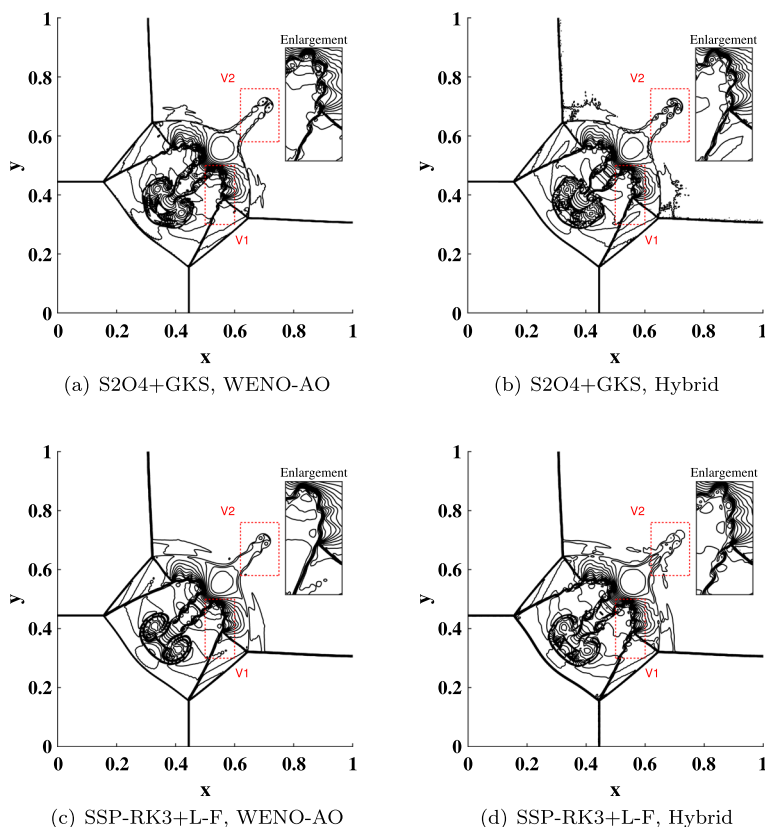 1
0.8
0.6
0.4
0.2
0
y
0 0.2 0.4 0.6 0.8 1
x
V2
V1
Enlargement
(a) S2O4+GKS, WENO-AO
1
0.8
0.6
0.4
0.2
0
y
0 0.2 0.4 0.6 0.8 1
x
V2
V1
Enlargement
(b) S2O4+GKS, Hybrid
1
0.8
0.6
0.4
0.2
0
y
0 0.2 0.4 0.6 0.8 1
x
V2
V1
Enlargement
(c) SSP-RK3+L-F, WENO-AO
1
0.8
0.6
0.4
0.2
0
y
0 0.2 0.4 0.6 0.8 1
x
V2
V1
Enlargement
(d) SSP-RK3+L-F, Hybrid